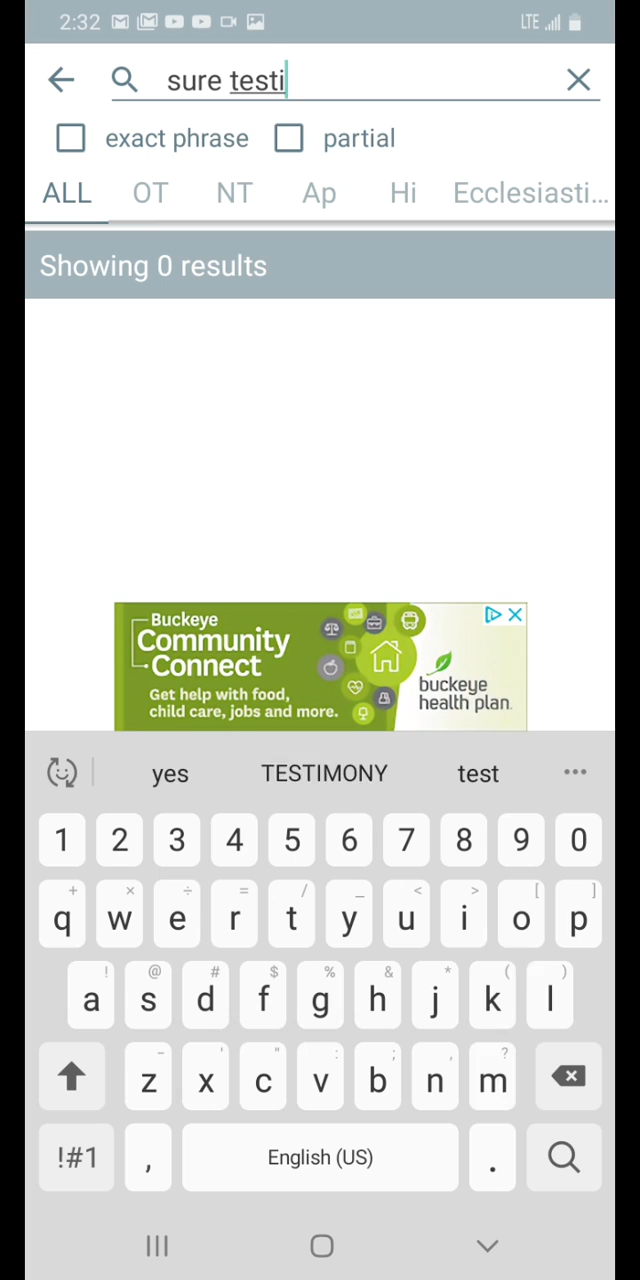 2:32 LTE
sure testi
exact phrase partial
ALL OT NT Ap Hi Ecclesiasti...
Showing 0 results
Buckeye
Community
Connect
Get help with food,
child care, jobs and more.
buckeye
health plan.
yes TESTIMONY test ...
1 2 3 4 5 6 7 8 9 0
+ × ÷ = / _ < > [ ]
q w e r t y u i o p
! @ # $ % & * ( )
a s d f g h j k l
- ' " : ; , ?
z x c v b n m
!#1 , English (US) .